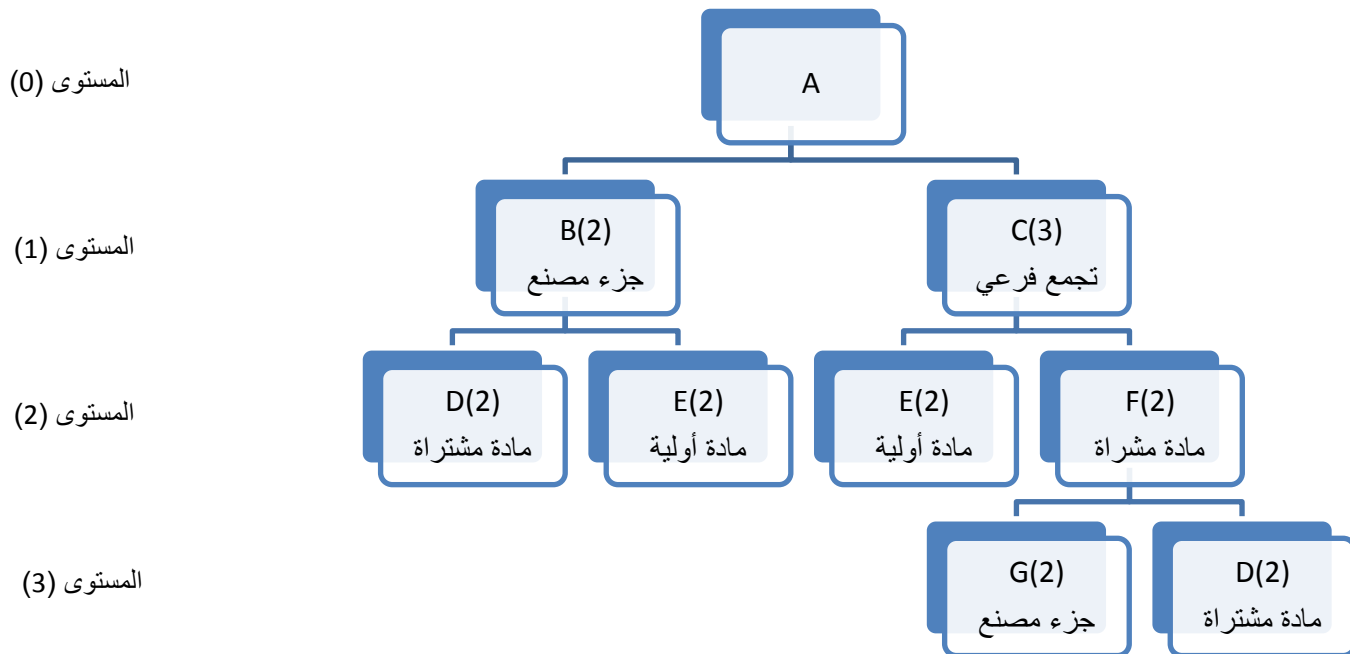 المستوى (0)
A
المستوى (1)
B(2)
جزء مصنع
C(3)
تجمع فرعي
المستوى (2)
D(2)
مادة مشتراة
E(2)
مادة أولية
E(2)
مادة أولية
F(2)
مادة مشراة
المستوى (3)
G(2)
جزء مصنع
D(2)
مادة مشتراة